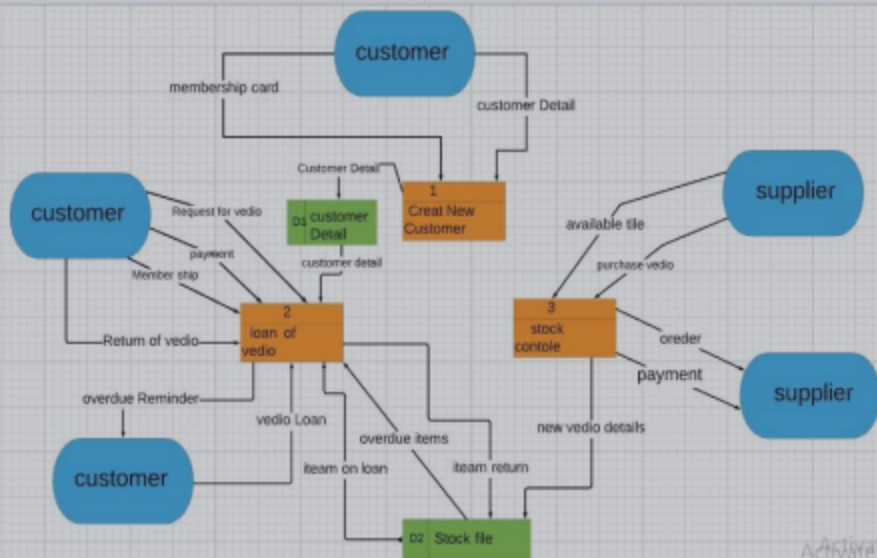 customer
membership card
customer Detail
Customer Detail
1
Creat New
Customer
D1
customer
Detail
custtomer detail
customer
Request for vedio
payment
Member ship
Return of vedio
2
loan of
vedio
supplier
available tile
purchase vedio
3
stock
contole
oreder
payment
supplier
overdue Reminder
vedio Loan
customer
iteam on loan
overdue items
iteam return
new vedio details
D2
Stock file